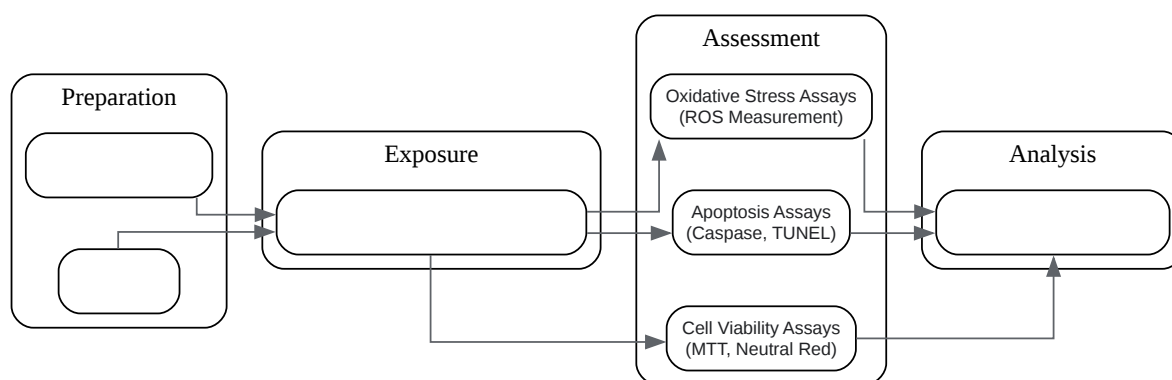 Preparation
Exposure
Assessment
Oxidative Stress Assays
(ROS Measurement)
Apoptosis Assays
(Caspase, TUNEL)
Cell Viability Assays
(MTT, Neutral Red)
Analysis